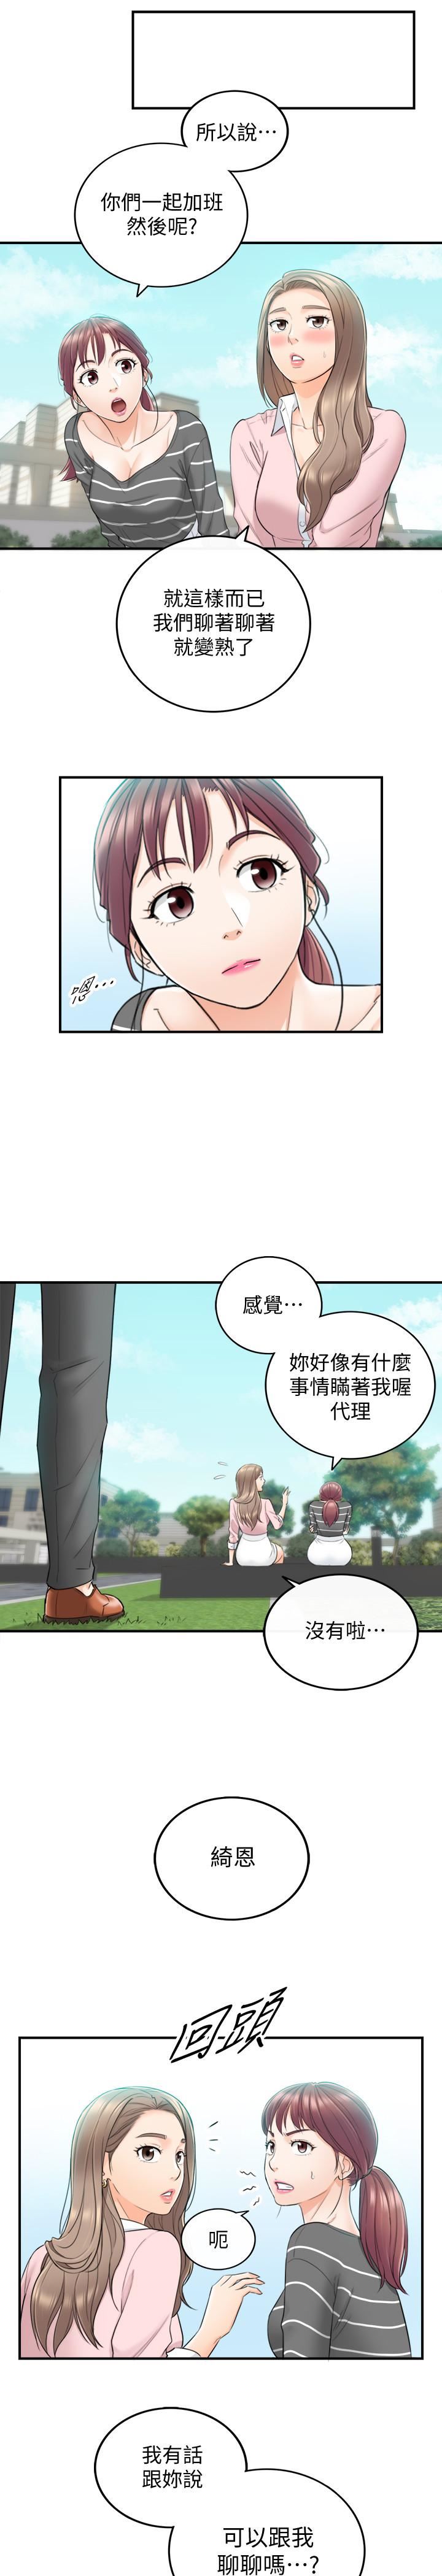 所以說⋯
你們一起加班
然後呢?
就這樣而已
我們聊著聊著
就變熟了
嗯⋯
感覺⋯
妳好像有什麼
事情瞞著我喔
代理
沒有啦⋯
綺恩
回頭
呃
我有話
跟妳說
可以跟我
聊聊嗎⋯?